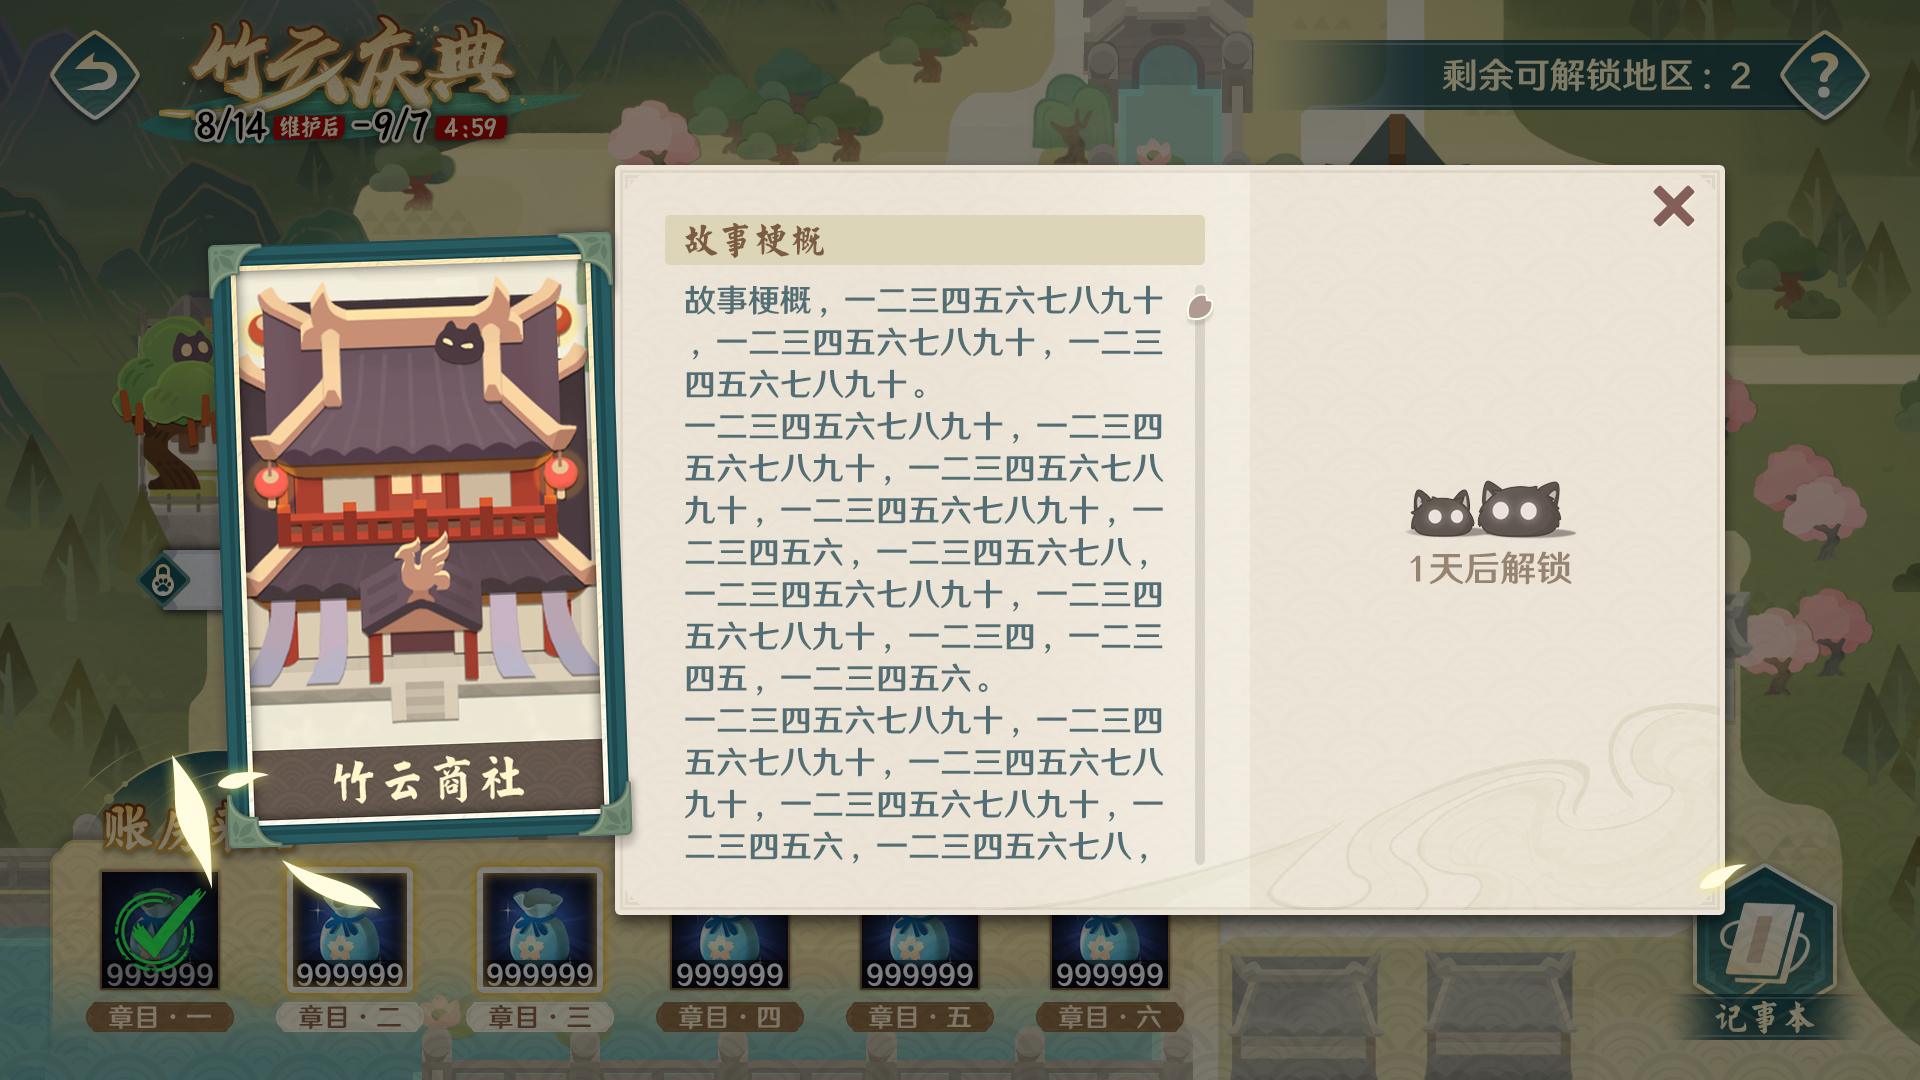 竹云庆典
8/14 维护后 -9/7 4:59
剩余可解锁地区：2
故事梗概
故事梗概，一二三四五六七八九十
，一二三四五六七八九十，一二三
四五六七八九十。
一二三四五六七八九十，一二三四
五六七八九十，一二三四五六七八
九十，一二三四五六七八九十，一
二三四五六，一二三四五六七八，
一二三四五六七八九十，一二三四
五六七八九十，一二三四，一二三
四五，一二三四五六。
一二三四五六七八九十，一二三四
五六七八九十，一二三四五六七八
九十，一二三四五六七八九十，一
二三四五六，一二三四五六七八，
1天后解锁
竹云商社
账房
999999
999999
999999
999999
999999
999999
章目·一
章目·二
章目·三
章目·四
章目·五
章目·六
记事本